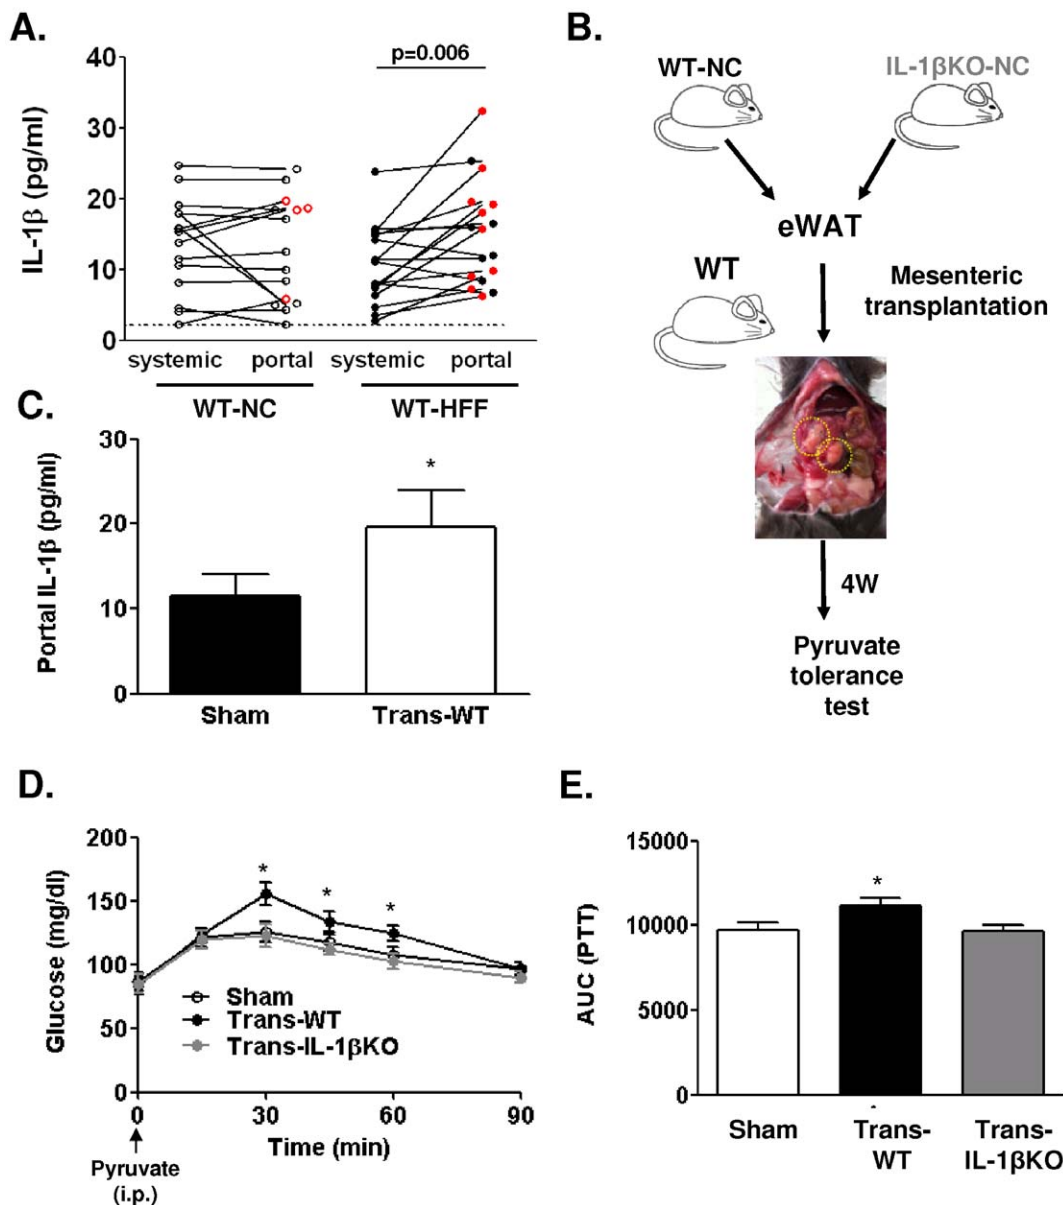 A.
p=0.006
40
30
20
10
0
IL-1β (pg/ml)
systemic portal systemic portal
WT-NC WT-HFF
B.
WT-NC IL-1βKO-NC
eWAT
WT
Mesenteric
transplantation
4W
Pyruvate
tolerance
test
C.
30
20
10
0
Portal IL-1β (pg/ml)
*
Sham Trans-WT
D.
200
150
100
50
0
Glucose (mg/dl)
* * *
Sham
Trans-WT
Trans-IL-1βKO
0 30 60 90
Time (min)
Pyruvate
(i.p.)
E.
15000
10000
5000
0
AUC (PTT)
*
Sham Trans- Trans-
WT IL-1βKO